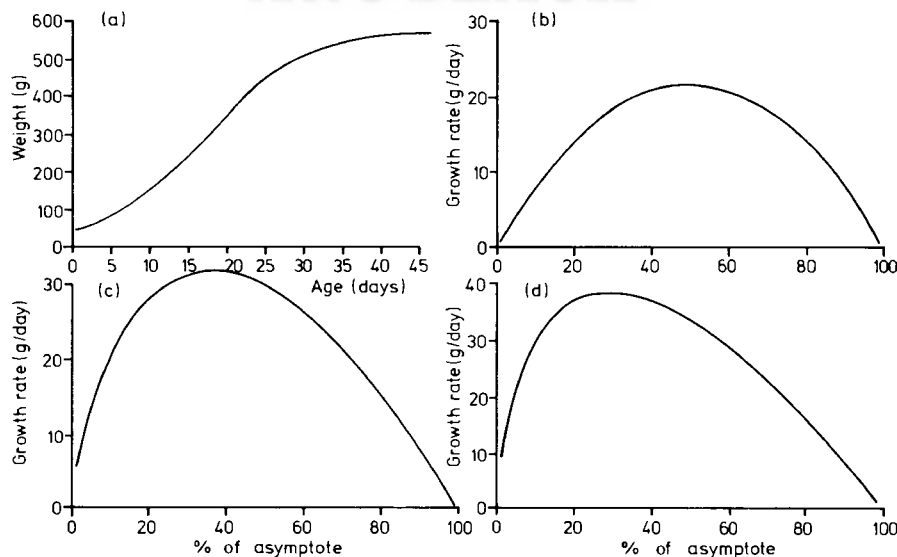 (a)
Weight (g)
600
500
400
300
200
100
0
0 5 10 15 20 25 30 35 40 45
Age (days)
(b)
Growth rate (g/day)
30
20
10
0
0 20 40 60 80 100
(c)
Growth rate (g/day)
30
20
10
0
0 20 40 60 80 100
% of asymptote
(d)
Growth rate (g/day)
40
30
20
10
0
0 20 40 60 80 100
% of asymptote